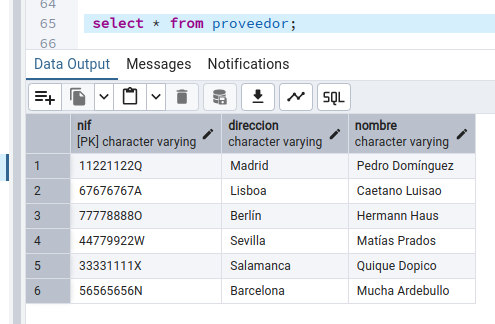 64
65 select * from proveedor;
66
Data Output Messages Notifications
SQL
nif direccion nombre
[PK] character varying character varying character varying
1 11221122Q Madrid Pedro Domínguez
2 67676767A Lisboa Caetano Luisao
3 77778888O Berlín Hermann Haus
4 44779922W Sevilla Matías Prados
5 33331111X Salamanca Quique Dopico
6 56565656N Barcelona Mucha Ardebullo